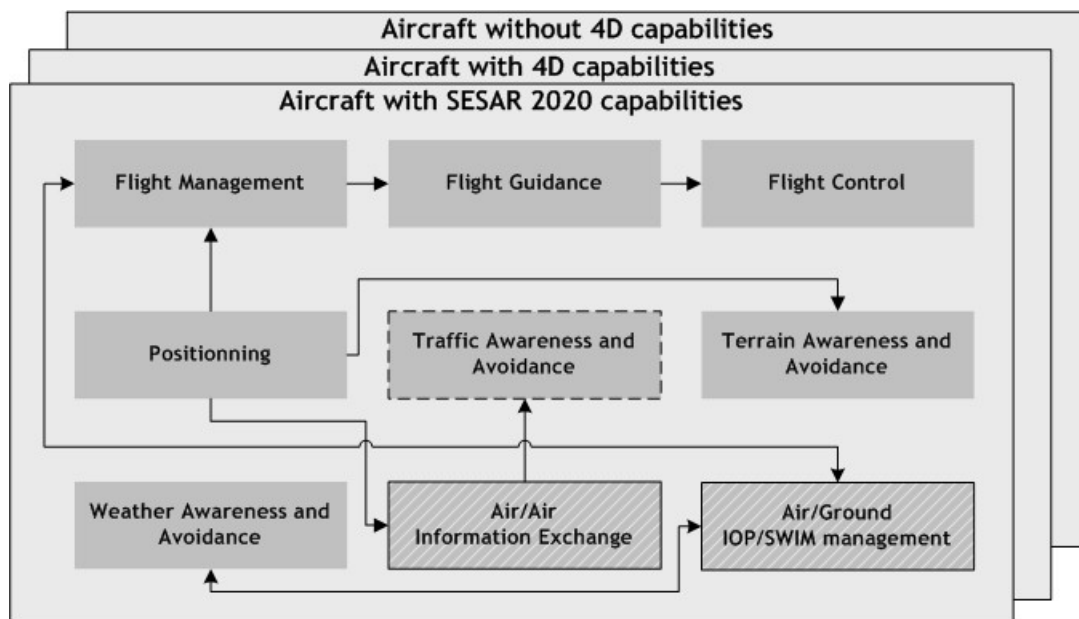 Aircraft without 4D capabilities
Aircraft with 4D capabilities
Aircraft with SESAR 2020 capabilities
Flight Management
Flight Guidance
Flight Control
Positionning
Traffic Awareness and
Avoidance
Terrain Awareness and
Avoidance
Weather Awareness and
Avoidance
Air/Air
Information Exchange
Air/Ground
IOP/SWIM management